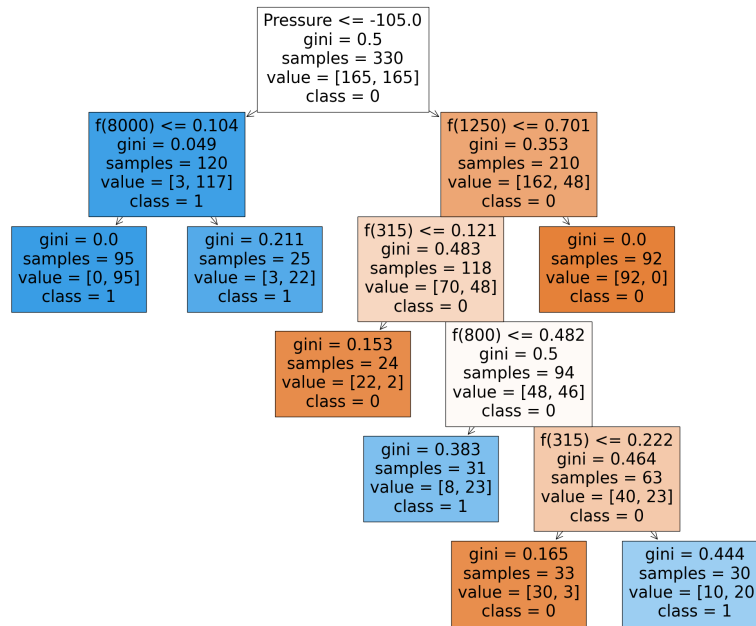 Pressure <= -105.0
gini = 0.5
samples = 330
value = [165, 165]
class = 0
f(8000) <= 0.104
gini = 0.049
samples = 120
value = [3, 117]
class = 1
f(1250) <= 0.701
gini = 0.353
samples = 210
value = [162, 48]
class = 0
gini = 0.0
samples = 95
value = [0, 95]
class = 1
gini = 0.211
samples = 25
value = [3, 22]
class = 1
f(315) <= 0.121
gini = 0.483
samples = 118
value = [70, 48]
class = 0
gini = 0.0
samples = 92
value = [92, 0]
class = 0
gini = 0.153
samples = 24
value = [22, 2]
class = 0
f(800) <= 0.482
gini = 0.5
samples = 94
value = [48, 46]
class = 0
gini = 0.383
samples = 31
value = [8, 23]
class = 1
f(315) <= 0.222
gini = 0.464
samples = 63
value = [40, 23]
class = 0
gini = 0.165
samples = 33
value = [30, 3]
class = 0
gini = 0.444
samples = 30
value = [10, 20]
class = 1